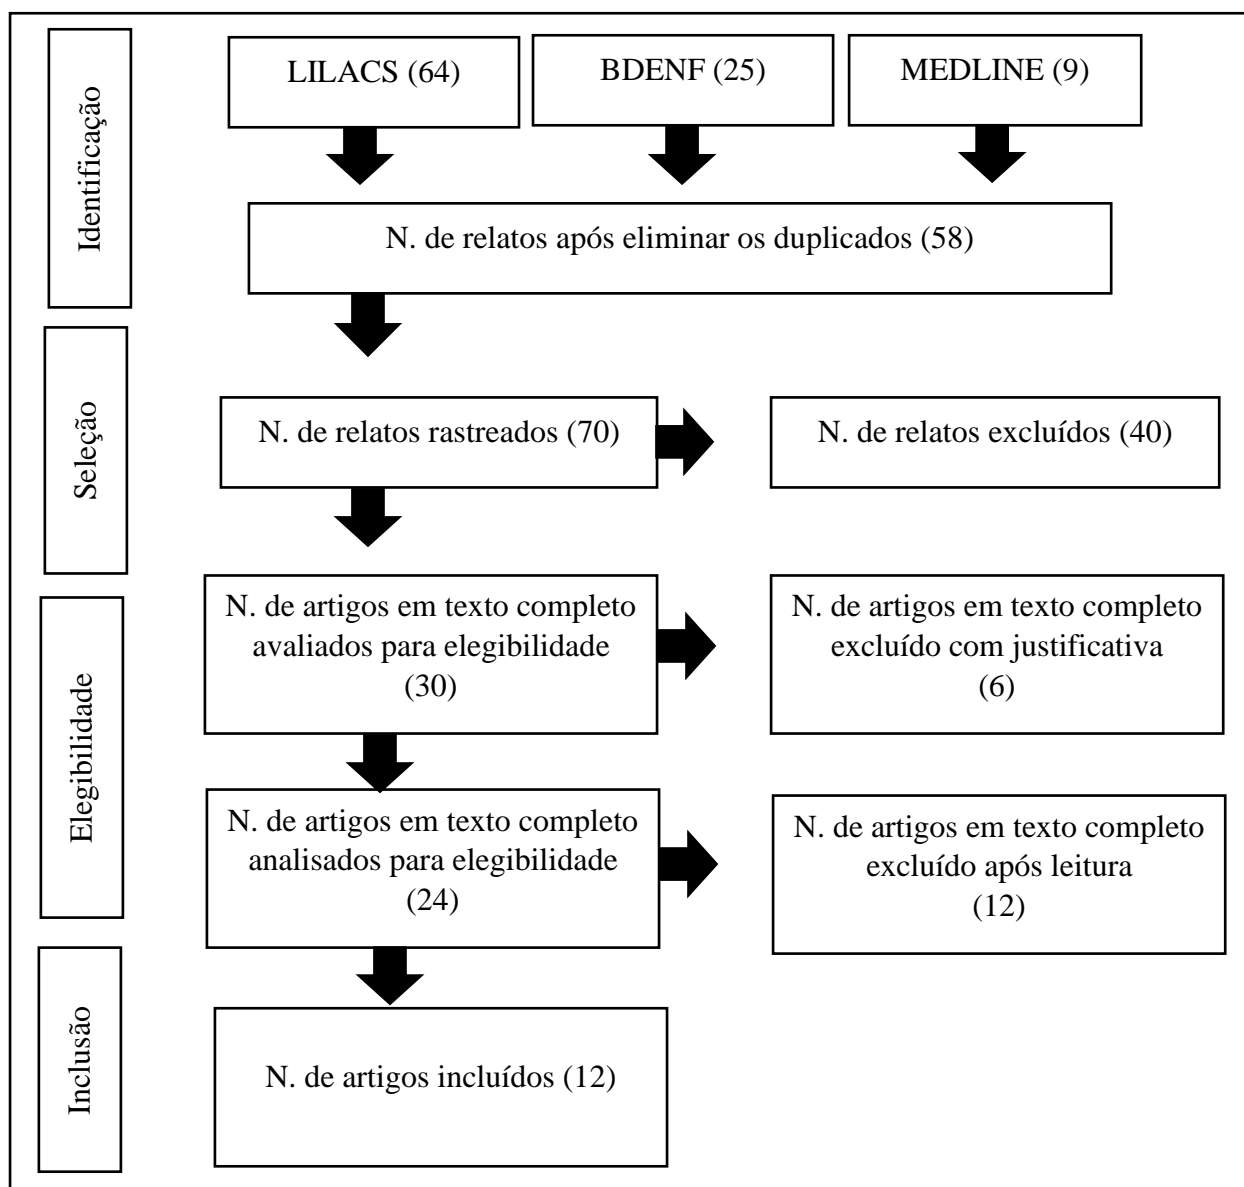 Identificação
LILACS (64)
BDENF (25)
MEDLINE (9)
N. de relatos após eliminar os duplicados (58)
Seleção
N. de relatos rastreados (70)
N. de relatos excluídos (40)
Elegibilidade
N. de artigos em texto completo
avaliados para elegibilidade
(30)
N. de artigos em texto completo
excluído com justificativa
(6)
N. de artigos em texto completo
analisados para elegibilidade
(24)
N. de artigos em texto completo
excluído após leitura
(12)
Inclusão
N. de artigos incluídos (12)